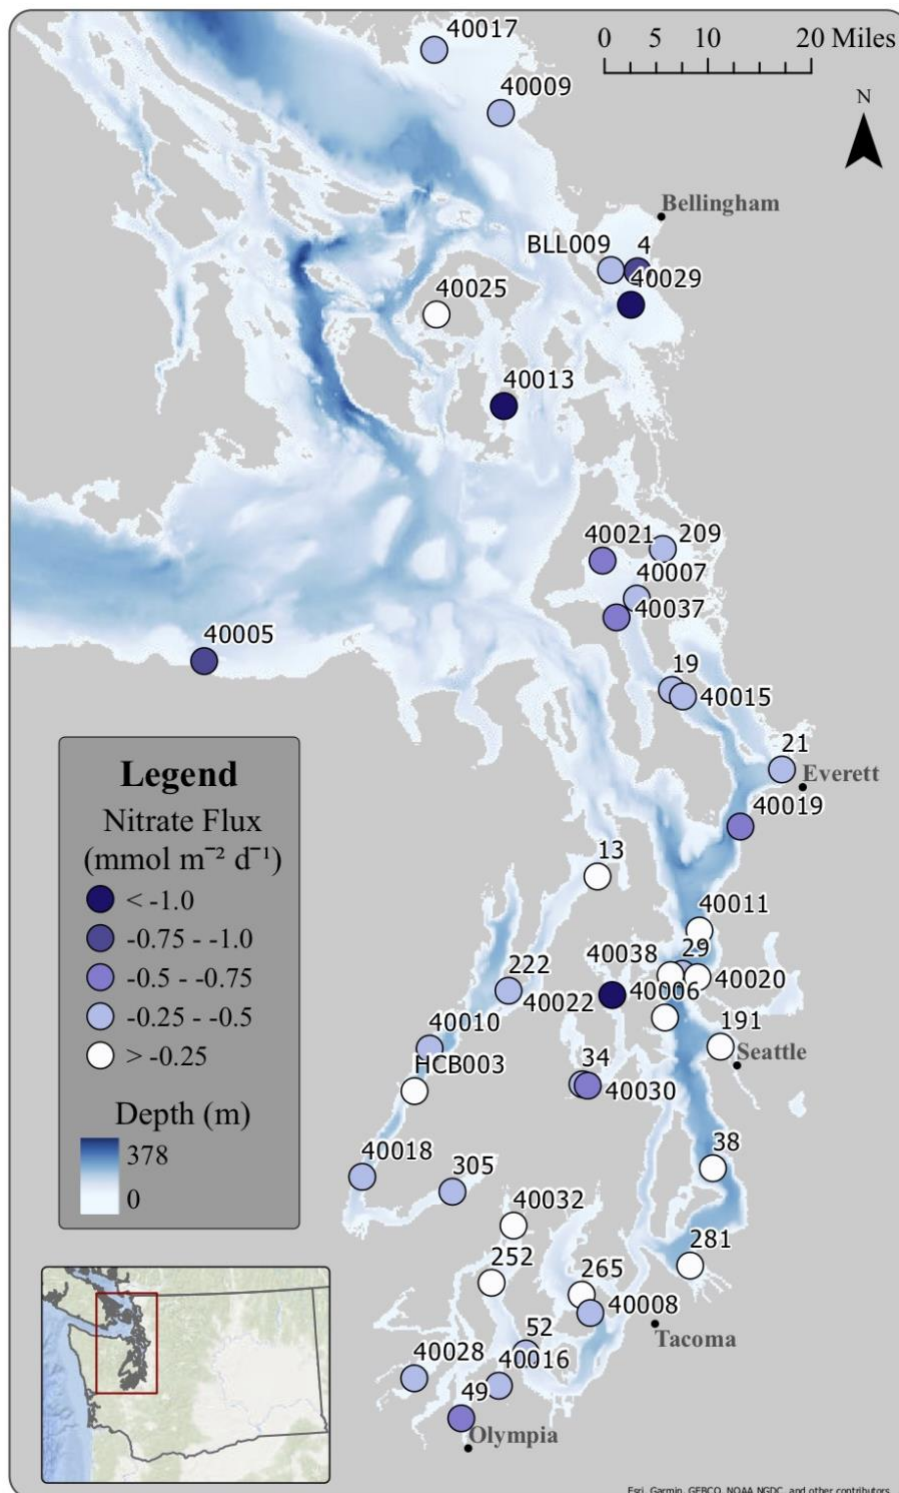 40017
0 5 10 20 Miles
40009
N
Bellingham
BLL009 4
40029
40025
40013
40021 209
40007
40037
40005
19
40015
21
Everett
40019
Legend
Nitrate Flux
(mmol m⁻² d⁻¹)
< -1.0
-0.75 - -1.0
-0.5 - -0.75
-0.25 - -0.5
> -0.25
Depth (m)
378
0
13
40011
40038 29
40020
222
40022 40006
40010
191
Seattle
HCB003
34
40030
38
40018 305
40032
281
252 265
40008
Tacoma
52
40028 40016
49
Olympia
Esri, Garmin, GEBCO, NOAA NGDC, and other contributors